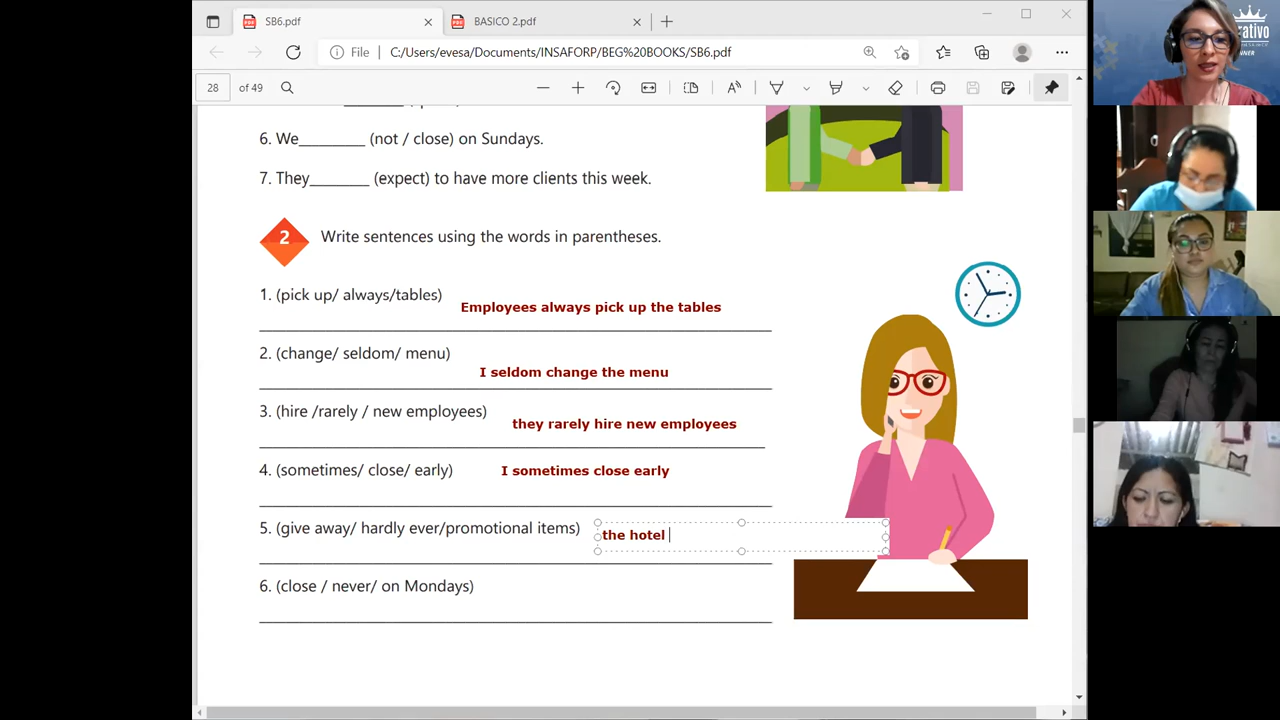 SB6.pdf
BASICO 2.pdf
File C:/Users/evesa/Documents/INSAFORP/BEG%20BOOKS/SB6.pdf
28 of 49
6. We________ (not / close) on Sundays.
7. They________ (expect) to have more clients this week.
2 Write sentences using the words in parentheses.
1. (pick up/ always/tables)
Employees always pick up the tables
2. (change/ seldom/ menu)
I seldom change the menu
3. (hire /rarely / new employees)
they rarely hire new employees
4. (sometimes/ close/ early)
I sometimes close early
5. (give away/ hardly ever/promotional items)
the hotel
6. (close / never/ on Mondays)